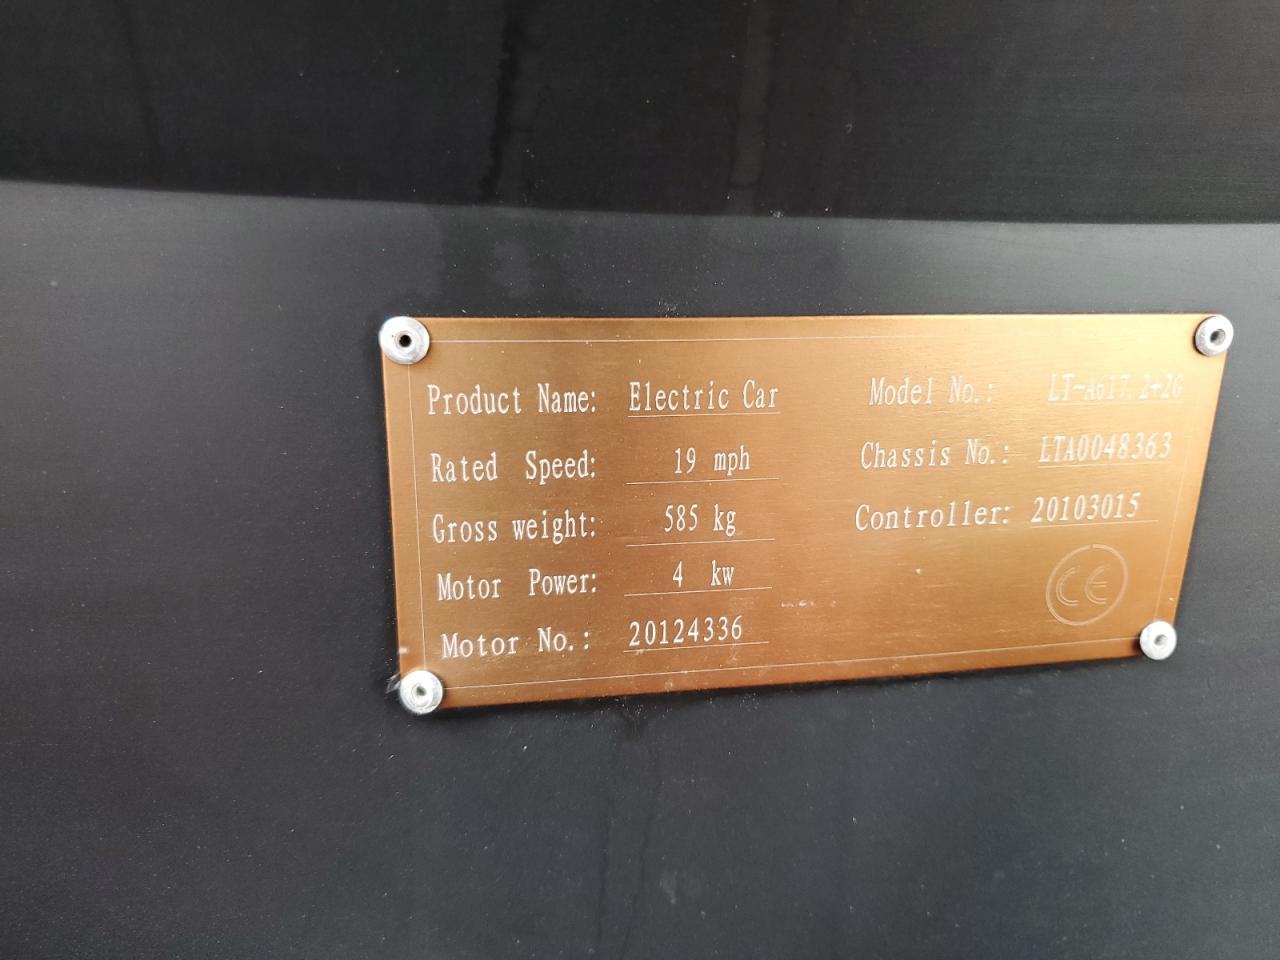 Product Name: Electric Car
Rated Speed: 19 mph
Gross weight: 585 kg
Motor Power: 4 kw
Motor No.: 20124336
Model No.: LT-A617.2+2G
Chassis No.: LTA0048363
Controller: 20103015
CE